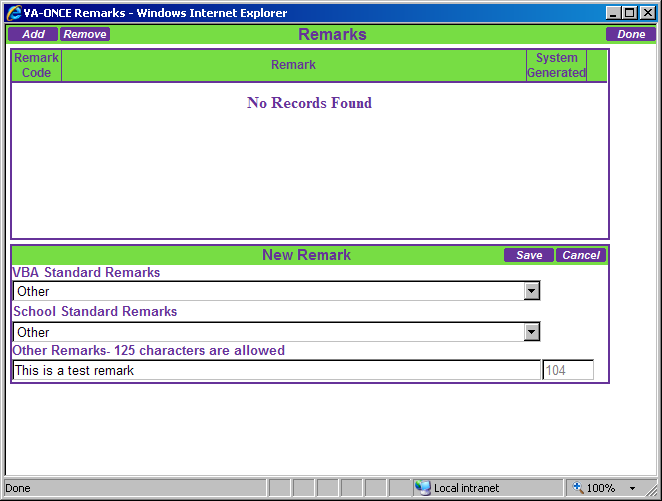 VA-ONCE Remarks - Windows Internet Explorer
Add Remove Remarks Done
Remark Code Remark System Generated
No Records Found
New Remark Save Cancel
VBA Standard Remarks
Other
School Standard Remarks
Other
Other Remarks- 125 characters are allowed
This is a test remark 104
Done Local intranet 100%